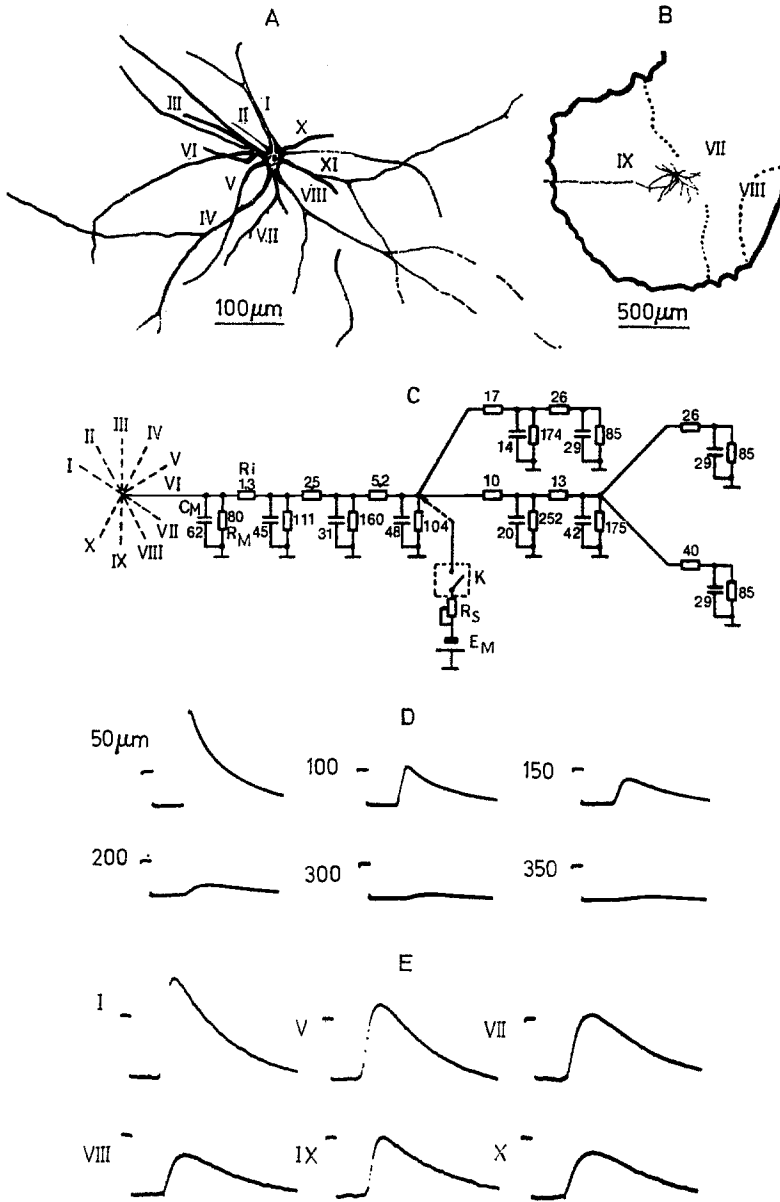 A
B
I
II
III
X
VI
XI
V
VIII
IV
VII
100μm
IX
VII
VIII
500μm
C
I
II
III
IV
V
VI
VII
VIII
IX
X
CM
62
80
RM
Ri
13
45
111
25
31
160
5,2
48
104
K
RS
EM
17
14
174
26
29
85
10
20
252
13
42
175
26
29
85
40
29
85
D
50μm
100
150
200
300
350
E
I
V
VII
VIII
IX
X